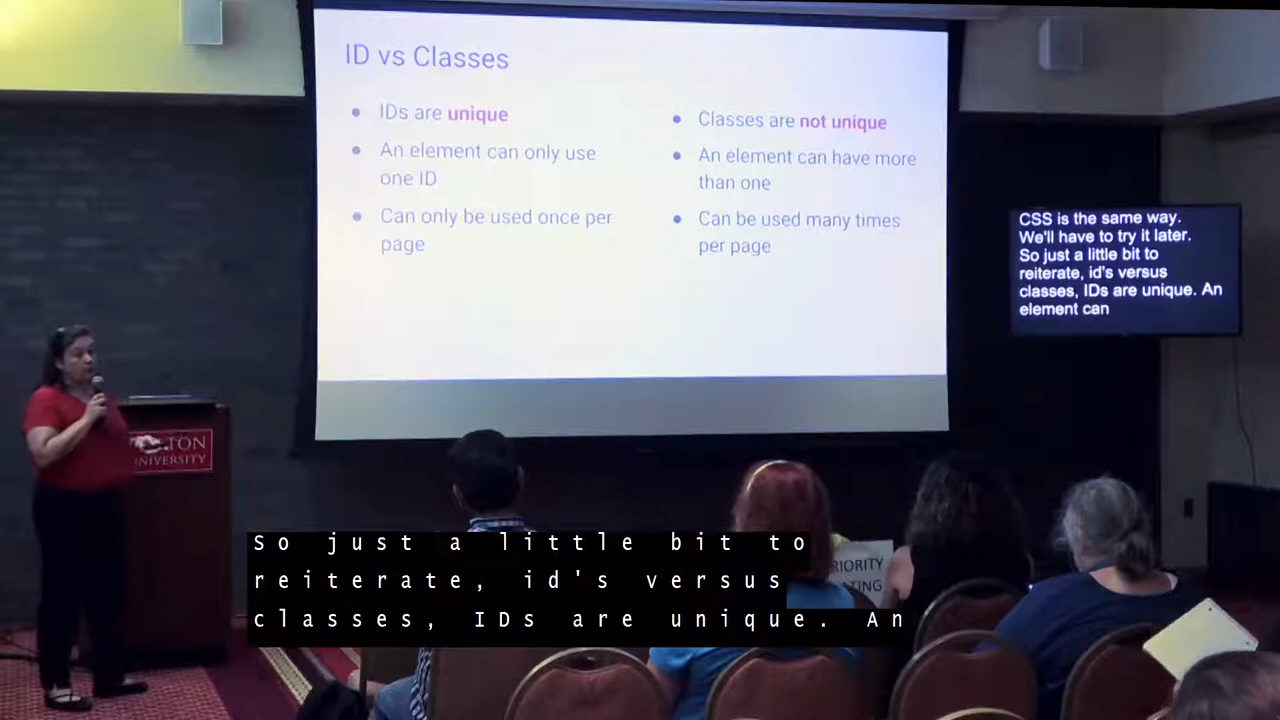 ID vs Classes
IDs are unique
An element can only use
one ID
Can only be used once per
page
Classes are not unique
An element can have more
than one
Can be used many times
per page
CSS is the same way.
We'll have to try it later.
So just a little bit to
reiterate, id's versus
classes, IDs are unique. An
element can
UNIVERSITY
So just a little bit to
reiterate, id's versus
classes, IDs are unique. An